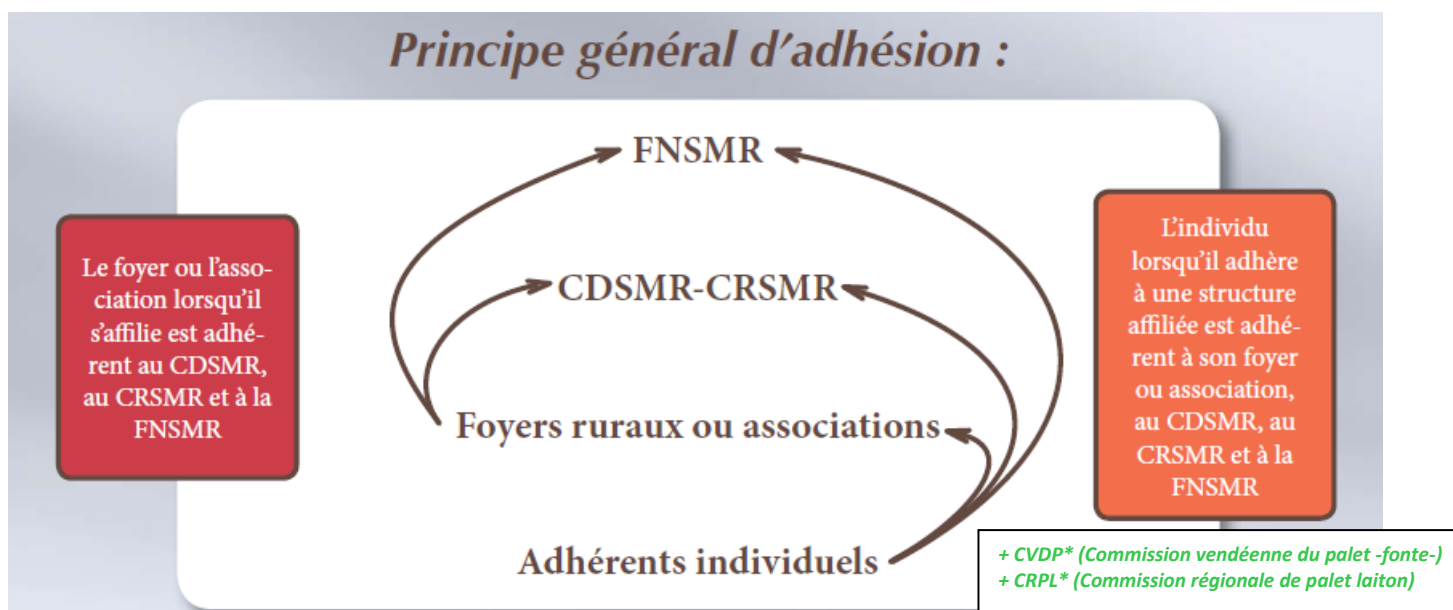 Principe général d'adhésion :
FNSMR
CDSMR-CRSMR
Foyers ruraux ou associations
Adhérents individuels
Le foyer ou l'asso-
ciation lorsqu'il
s'affilie est adhé-
rent au CDSMR,
au CRSMR et à la
FNSMR
L'individu
lorsqu'il adhère
à une structure
affiliée est adhé-
rent à son foyer
ou association,
au CDSMR, au
CRSMR et à la
FNSMR
+ CVDP* (Commission vendéenne du palet -fonte-)
+ CRPL* (Commission régionale de palet laiton)